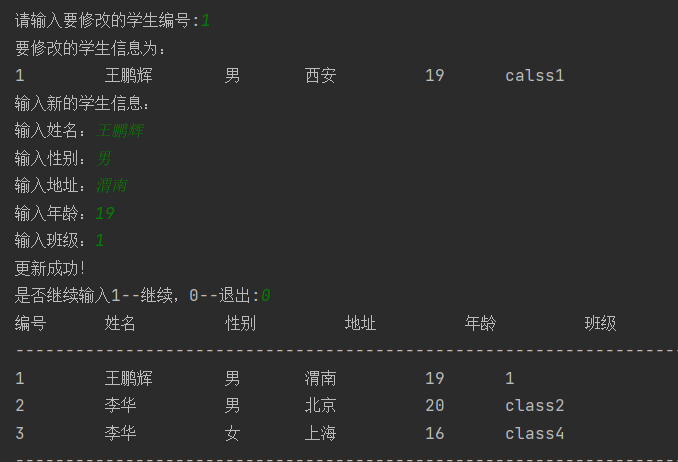 请输入要修改的学生编号:1
要修改的学生信息为:
1 王鹏辉 男 西安 19 calss1
输入新的学生信息:
输入姓名: 王鹏辉
输入性别: 男
输入地址: 渭南
输入年龄: 19
输入班级: 1
更新成功!
是否继续输入1--继续, 0--退出:0
编号 姓名 性别 地址 年龄 班级
--------------------------------------------------------------------
1 王鹏辉 男 渭南 19 1
2 李华 男 北京 20 class2
3 李华 女 上海 16 class4
--------------------------------------------------------------------